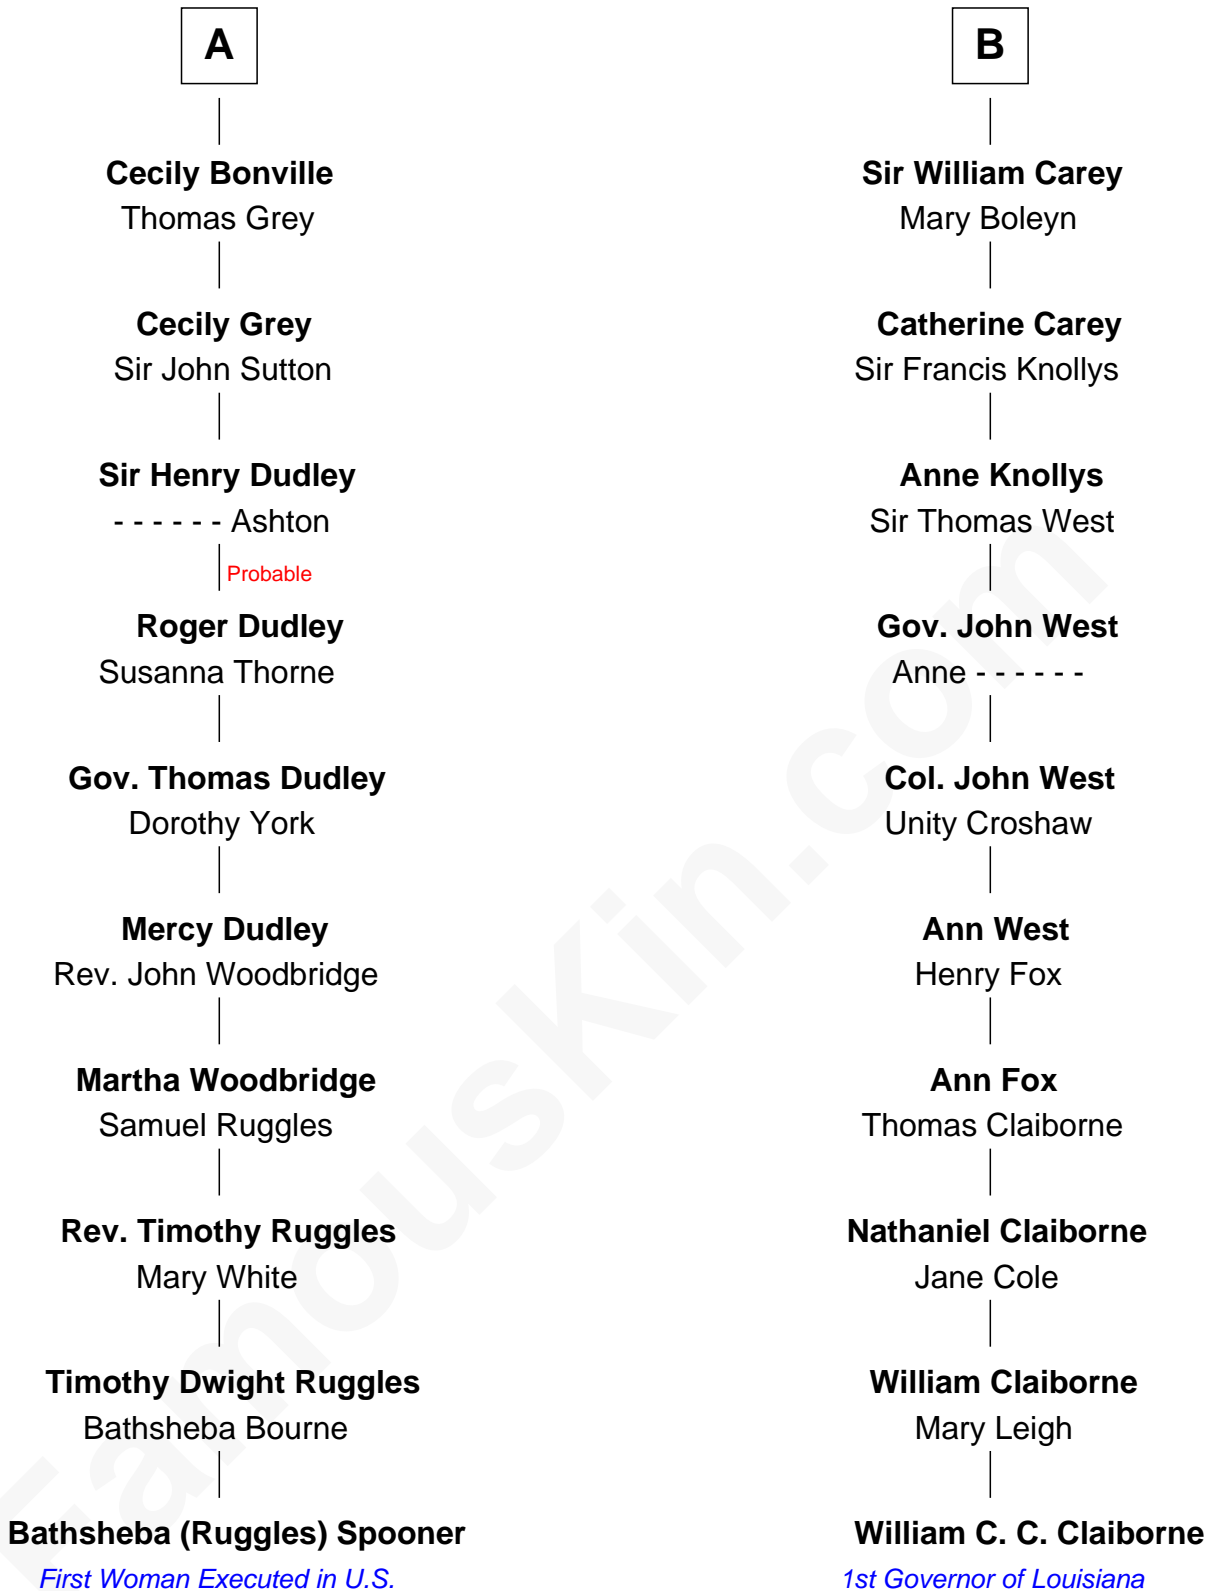 A
Cecily Bonville
Thomas Grey
Cecily Grey
Sir John Sutton
Sir Henry Dudley
- - - - - - Ashton
Probable
Roger Dudley
Susanna Thorne
Gov. Thomas Dudley
Dorothy York
Mercy Dudley
Rev. John Woodbridge
Martha Woodbridge
Samuel Ruggles
Rev. Timothy Ruggles
Mary White
Timothy Dwight Ruggles
Bathsheba Bourne
Bathsheba (Ruggles) Spooner
First Woman Executed in U.S.
B
Sir William Carey
Mary Boleyn
Catherine Carey
Sir Francis Knollys
Anne Knollys
Sir Thomas West
Gov. John West
Anne - - - - - -
Col. John West
Unity Croshaw
Ann West
Henry Fox
Ann Fox
Thomas Claiborne
Nathaniel Claiborne
Jane Cole
William Claiborne
Mary Leigh
William C. C. Claiborne
1st Governor of Louisiana
FamousKin.com